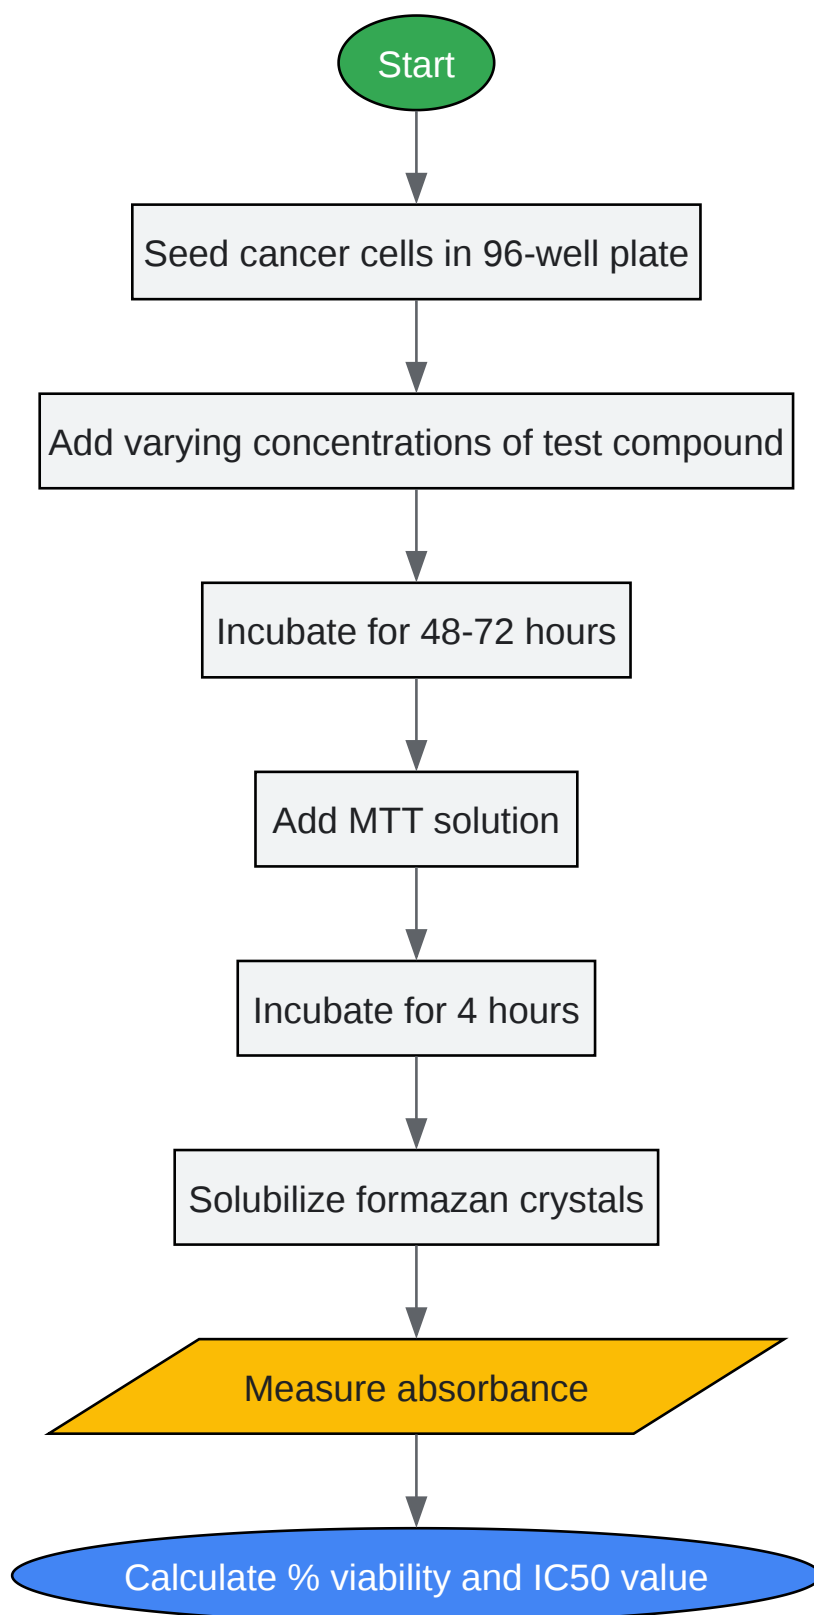 Start
Seed cancer cells in 96-well plate
Add varying concentrations of test compound
Incubate for 48-72 hours
Add MTT solution
Incubate for 4 hours
Solubilize formazan crystals
Measure absorbance
Calculate % viability and IC50 value